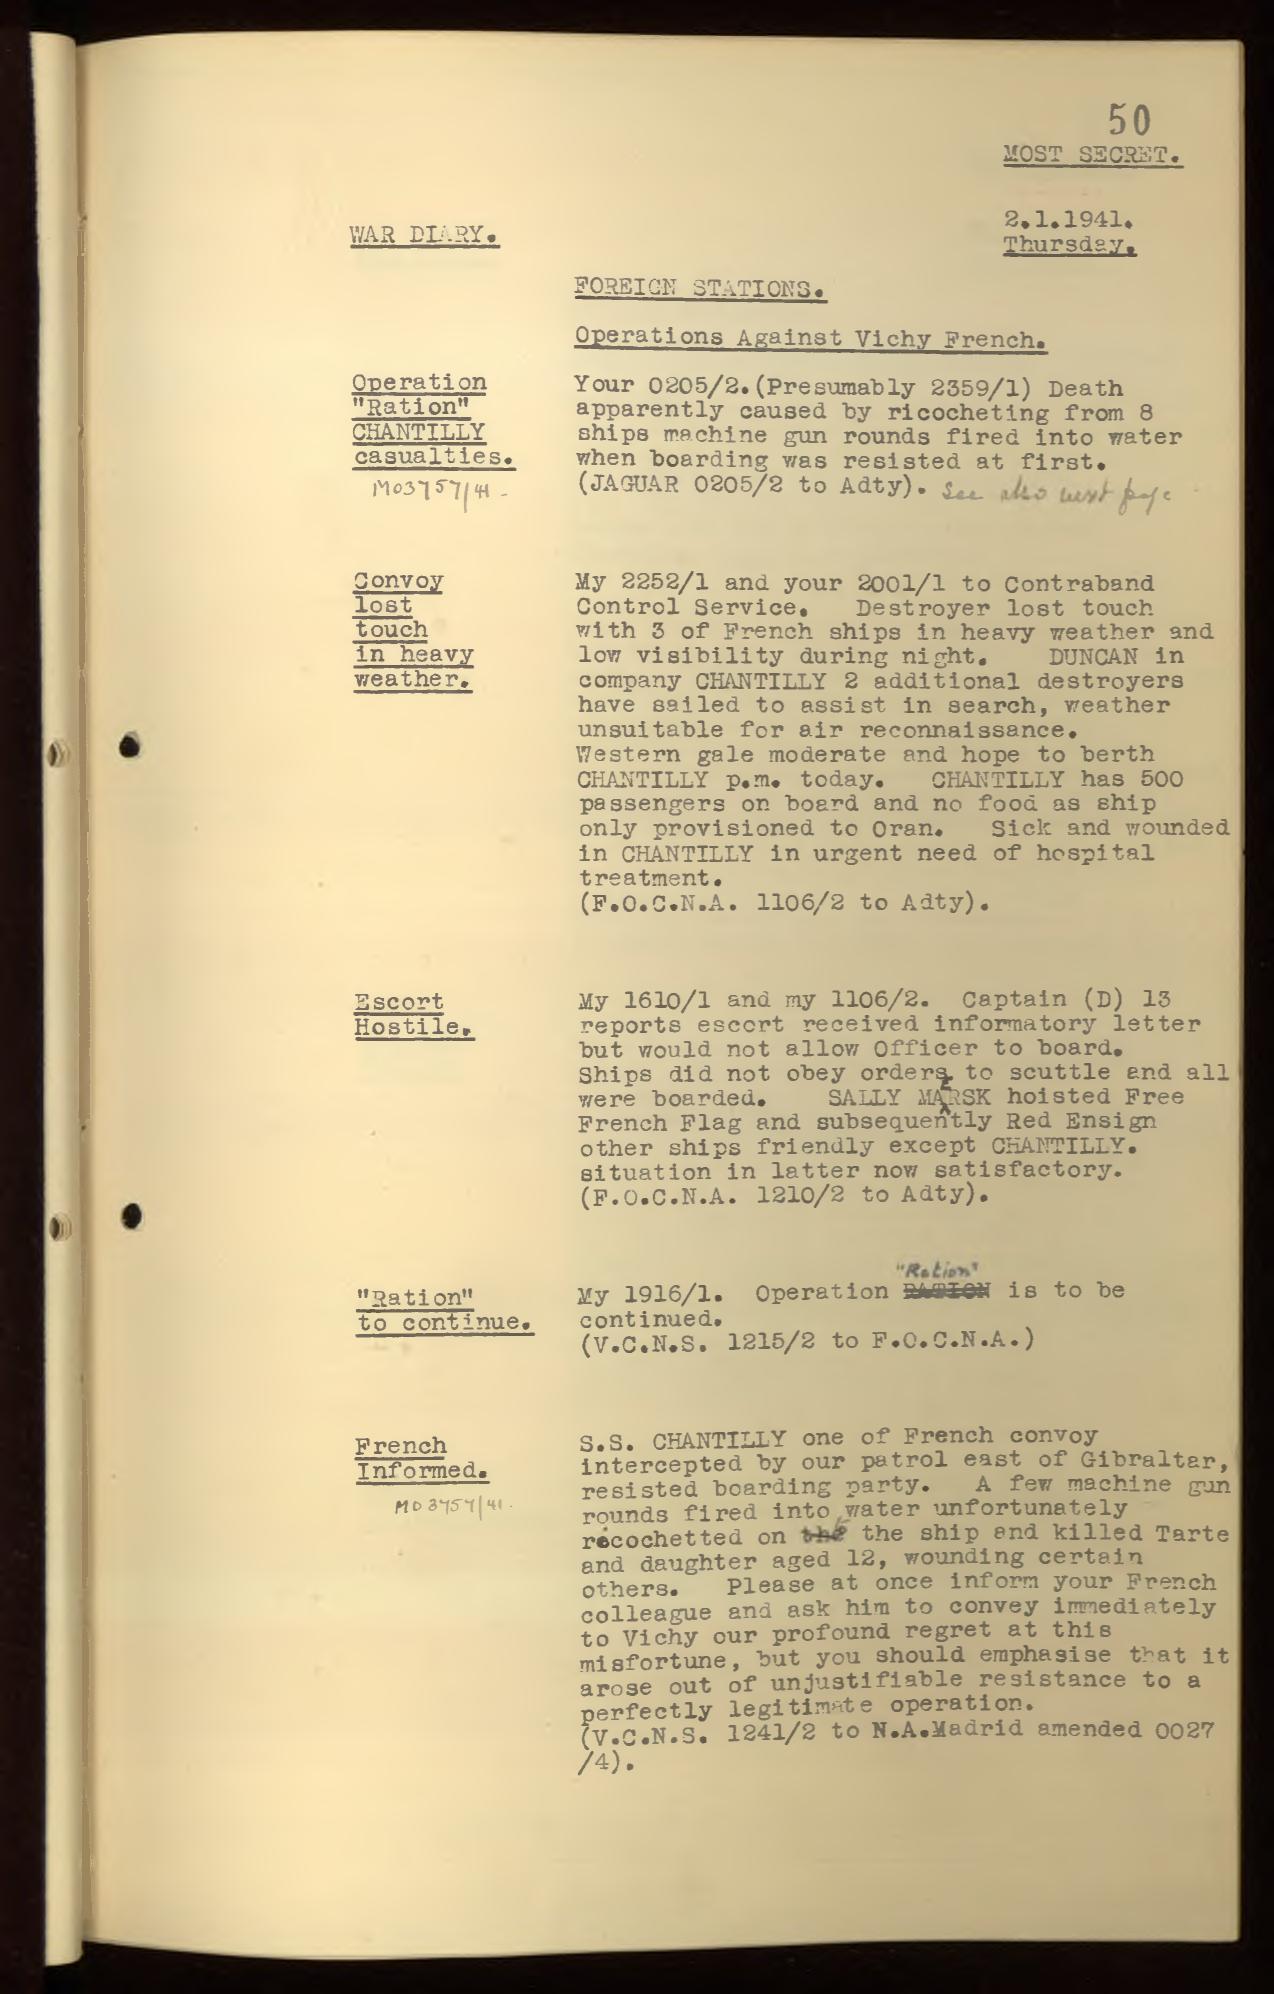 50
MOST SECRET.
2.1.1941.
Thursday.
WAR DIARY.
FOREIGN STATIONS.
Operations Against Vichy French.
Operation
"Ration"
CHANTILLY
casualties.
M03757/41 -
Your 0205/2.(Presumably 2359/1) Death
apparently caused by ricocheting from 8
ships machine gun rounds fired into water
when boarding was resisted at first.
(JAGUAR 0205/2 to Adty). See also next page
Convoy
lost
touch
in heavy
weather.
My 2252/1 and your 2001/1 to Contraband
Control Service. Destroyer lost touch
with 3 of French ships in heavy weather and
low visibility during night. DUNCAN in
company CHANTILLY 2 additional destroyers
have sailed to assist in search, weather
unsuitable for air reconnaissance.
Western gale moderate and hope to berth
CHANTILLY p.m. today. CHANTILLY has 500
passengers on board and no food as ship
only provisioned to Oran. Sick and wounded
in CHANTILLY in urgent need of hospital
treatment.
(F.O.C.N.A. 1106/2 to Adty).
Escort
Hostile.
My 1610/1 and my 1106/2. Captain (D) 13
reports escort received informatory letter
but would not allow Officer to board.
Ships did not obey orders to scuttle and all
were boarded. SALLY MAERSK hoisted Free
French Flag and subsequently Red Ensign
other ships friendly except CHANTILLY.
situation in latter now satisfactory.
(F.O.C.N.A. 1210/2 to Adty).
"Ration"
to continue.
"Ration"
My 1916/1. Operation RATION is to be
continued.
(V.C.N.S. 1215/2 to F.O.C.N.A.)
French
Informed.
M03757/41.
S.S. CHANTILLY one of French convoy
intercepted by our patrol east of Gibraltar,
resisted boarding party. A few machine gun
rounds fired into water unfortunately
ricochetted on the the ship and killed Tarte
and daughter aged 12, wounding certain
others. Please at once inform your French
colleague and ask him to convey immediately
to Vichy our profound regret at this
misfortune, but you should emphasise that it
arose out of unjustifiable resistance to a
perfectly legitimate operation.
(V.C.N.S. 1241/2 to N.A.Madrid amended 0027
/4).